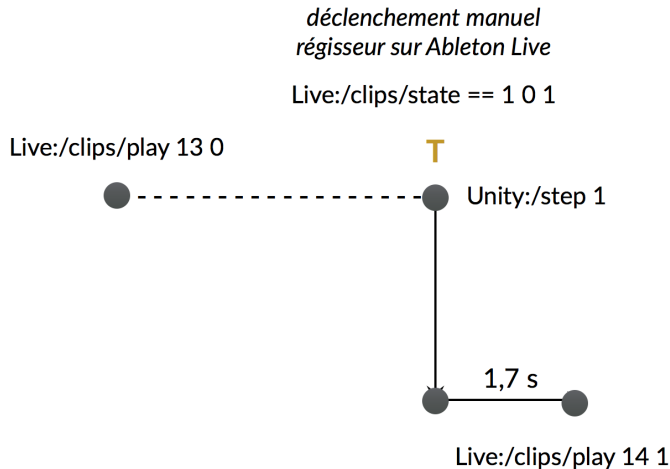 déclenchement manuel
régisseur sur Ableton Live
Live:/clips/state == 1 0 1
Live:/clips/play 13 0
T
Unity:/step 1
1,7 s
Live:/clips/play 14 1